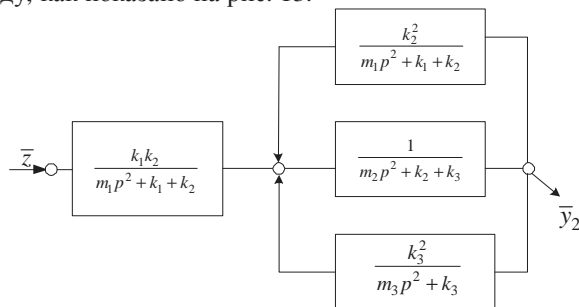 ду, как показано на рис. 15.
k₂²
m₁p² + k₁ + k₂
z̄
k₁k₂
m₁p² + k₁ + k₂
1
m₂p² + k₂ + k₃
ȳ₂
k₃²
m₃p² + k₃